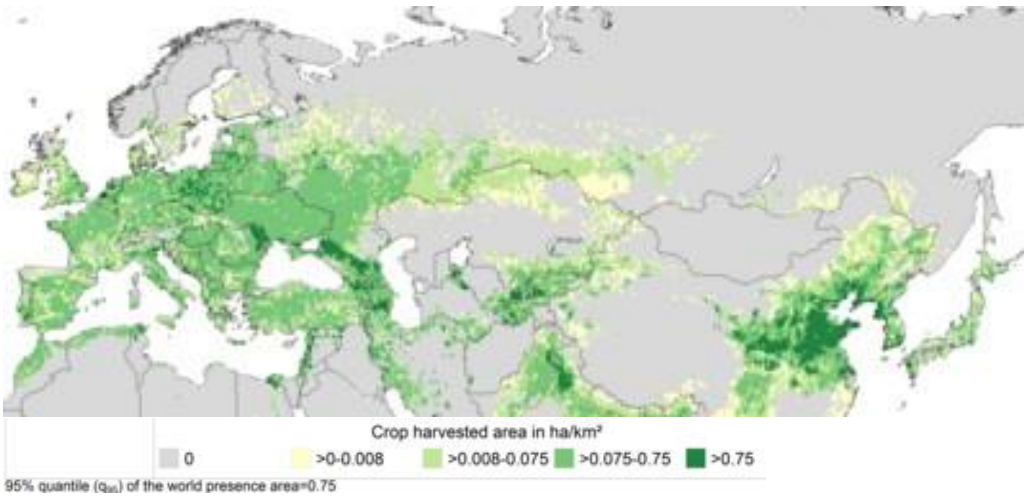 Crop harvested area in ha/km²
0 >0-0.008 >0.008-0.075 >0.075-0.75 >0.75
95% quantile (q95) of the world presence area=0.75